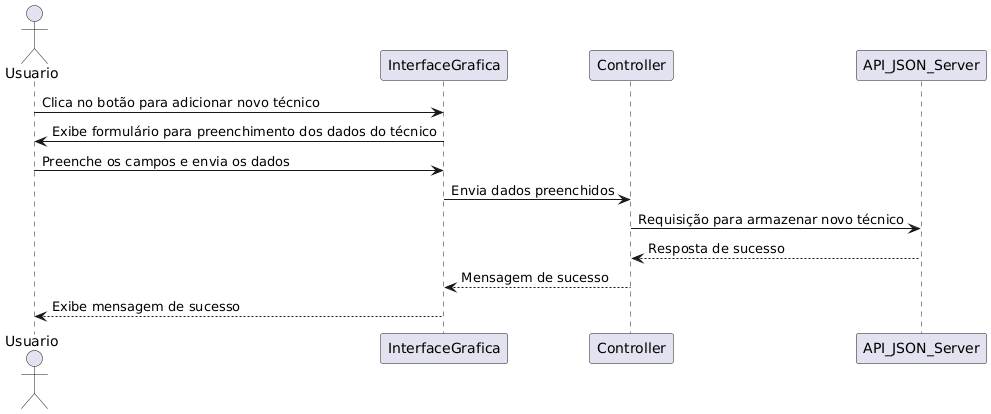 Usuario
InterfaceGrafica
Controller
API_JSON_Server
Clica no botão para adicionar novo técnico
Exibe formulário para preenchimento dos dados do técnico
Preenche os campos e envia os dados
Envia dados preenchidos
Requisição para armazenar novo técnico
Resposta de sucesso
Mensagem de sucesso
Exibe mensagem de sucesso
Usuario
InterfaceGrafica
Controller
API_JSON_Server